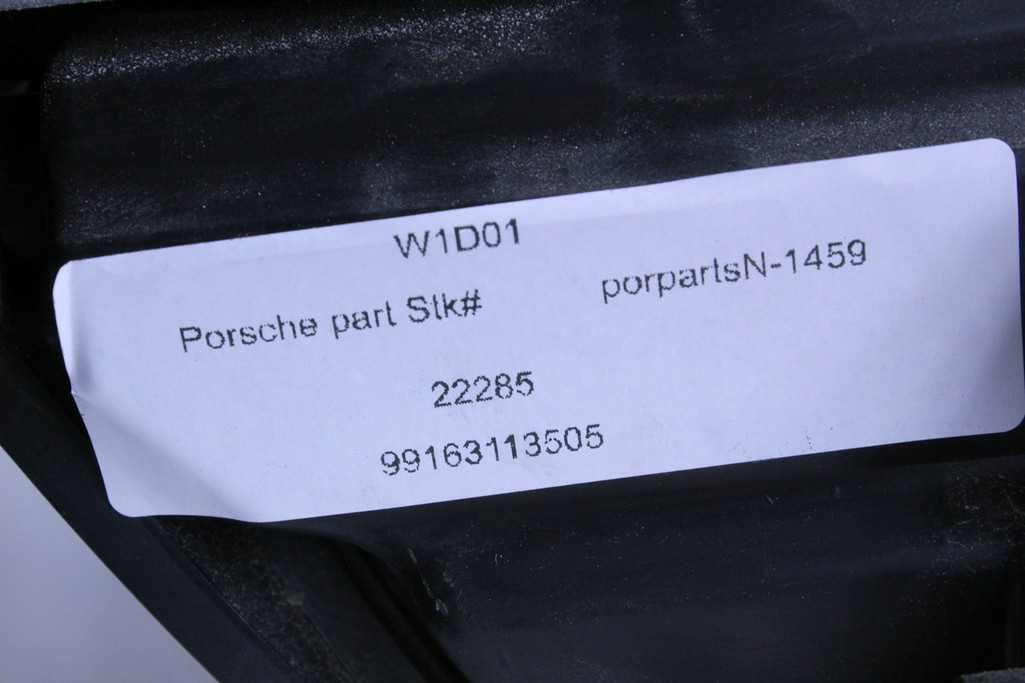 W1D01
Porsche part Stk# porpartsN-1459
22285
99163113505